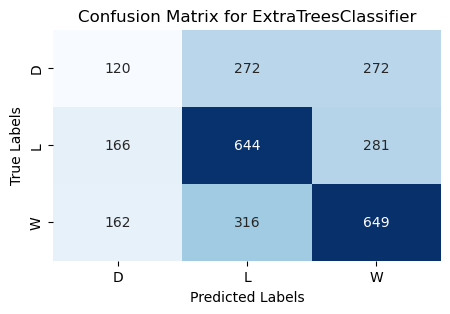 Confusion Matrix for ExtraTreesClassifier
True Labels
D 120 272 272
L 166 644 281
W 162 316 649
D L W
Predicted Labels